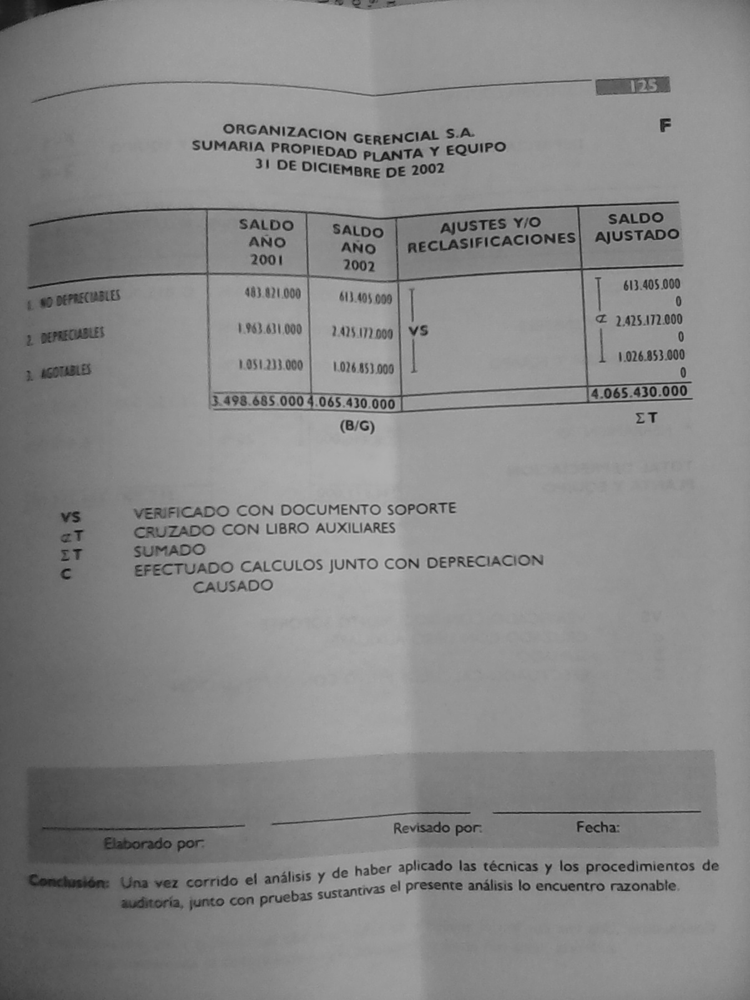 125
F
ORGANIZACION GERENCIAL S.A.
SUMARIA PROPIEDAD PLANTA Y EQUIPO
31 DE DICIEMBRE DE 2002
SALDO AÑO 2001 SALDO AÑO 2002 AJUSTES Y/O RECLASIFICACIONES SALDO AJUSTADO
1. NO DEPRECIABLES 483.821.000 613.405.000 613.405.000
0
2. DEPRECIABLES 1.963.631.000 2.425.172.000 VS ⊄ 2.425.172.000
0
3. AGOTABLES 1.051.233.000 1.026.853.000 1.026.853.000
0
3.498.685.000 4.065.430.000 4.065.430.000
(B/G) ΣT
VS VERIFICADO CON DOCUMENTO SOPORTE
⊄T CRUZADO CON LIBRO AUXILIARES
ΣT SUMADO
C EFECTUADO CALCULOS JUNTO CON DEPRECIACION
CAUSADO
Elaborado por: Revisado por: Fecha:
Conclusión: Una vez corrido el análisis y de haber aplicado las técnicas y los procedimientos de
auditoría, junto con pruebas sustantivas el presente análisis lo encuentro razonable.